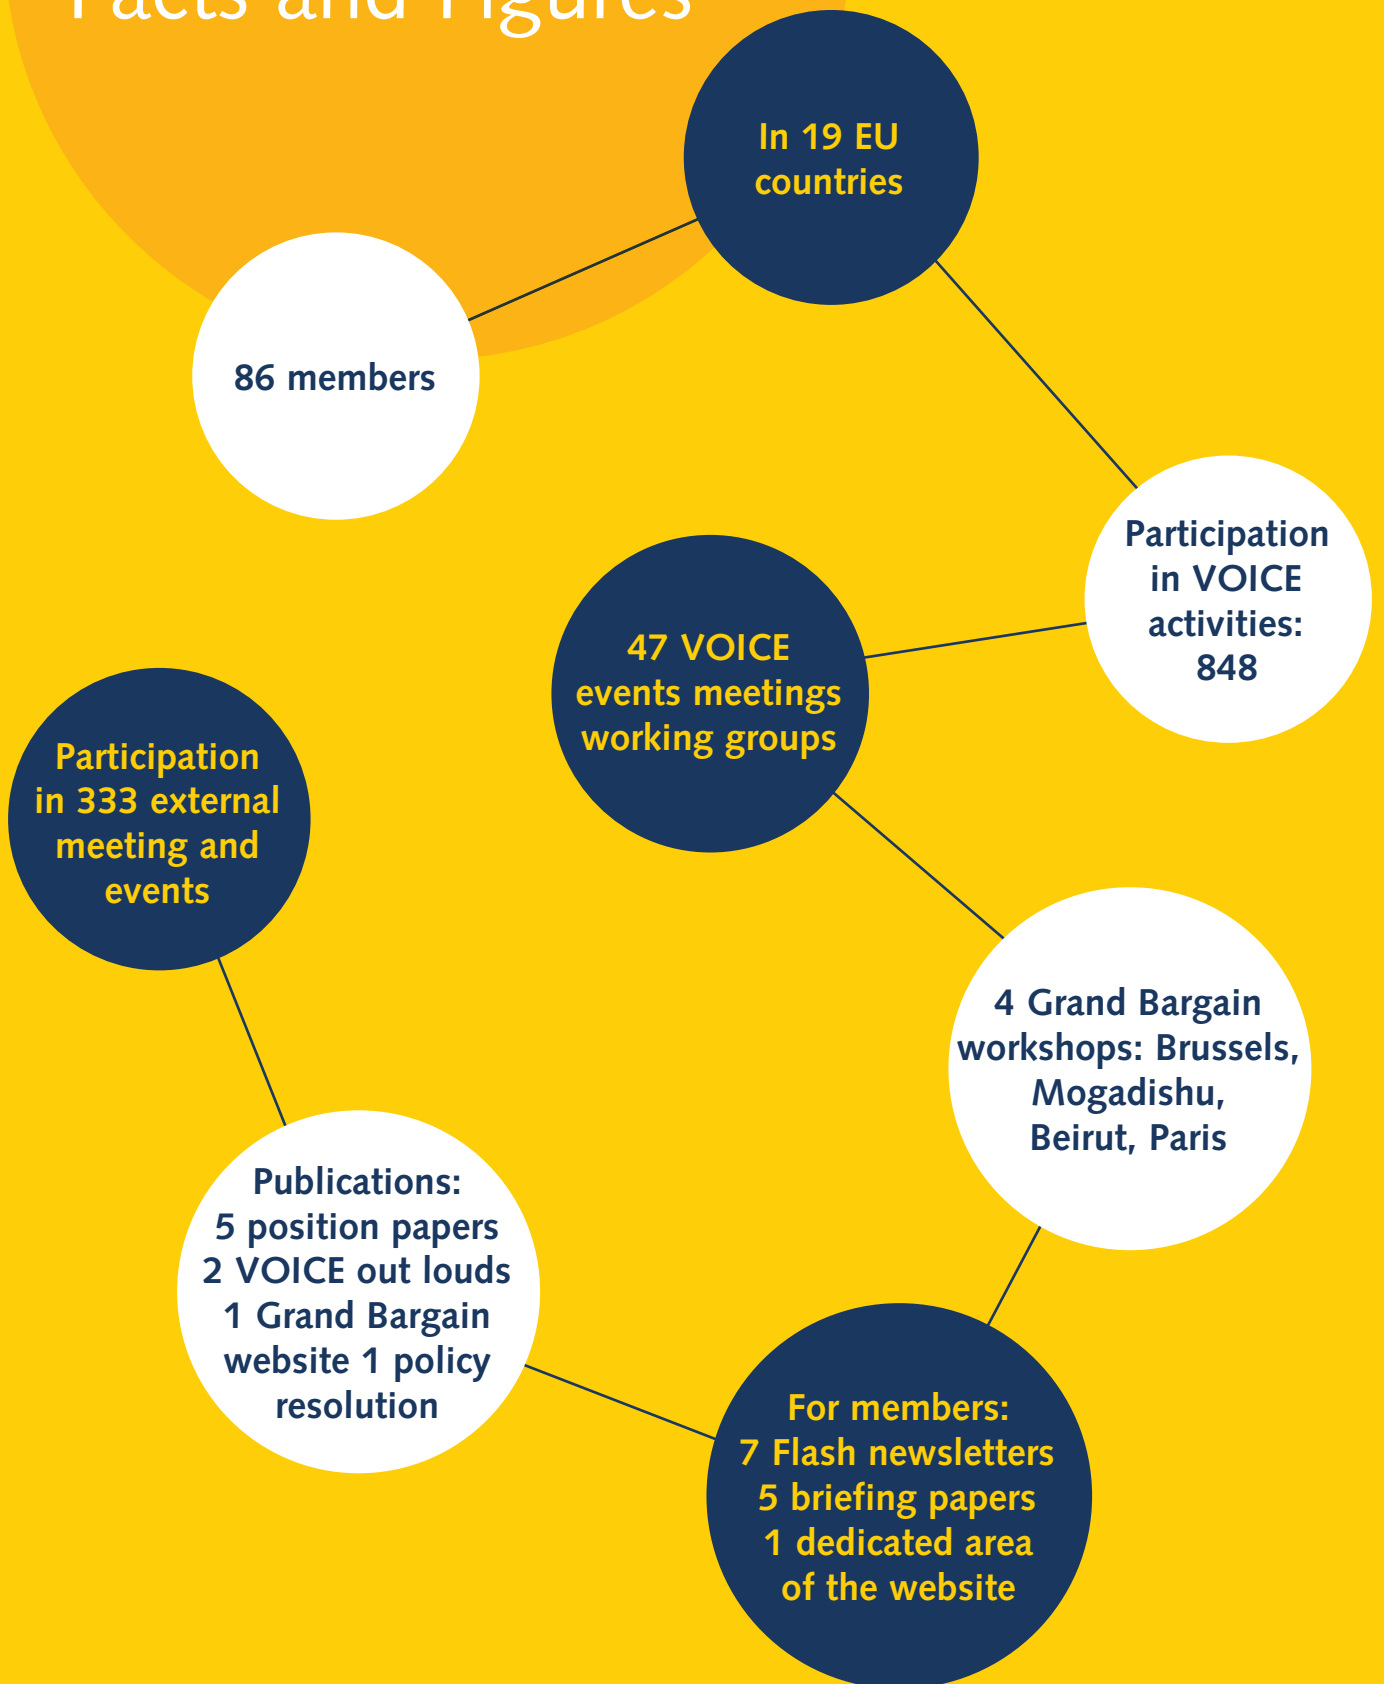 Facts and Figures
In 19 EU
countries
86 members
Participation
in VOICE
activities:
848
47 VOICE
events meetings
working groups
Participation
in 333 external
meeting and
events
4 Grand Bargain
workshops: Brussels,
Mogadishu,
Beirut, Paris
Publications:
5 position papers
2 VOICE out louds
1 Grand Bargain
website 1 policy
resolution
For members:
7 Flash newsletters
5 briefing papers
1 dedicated area
of the website